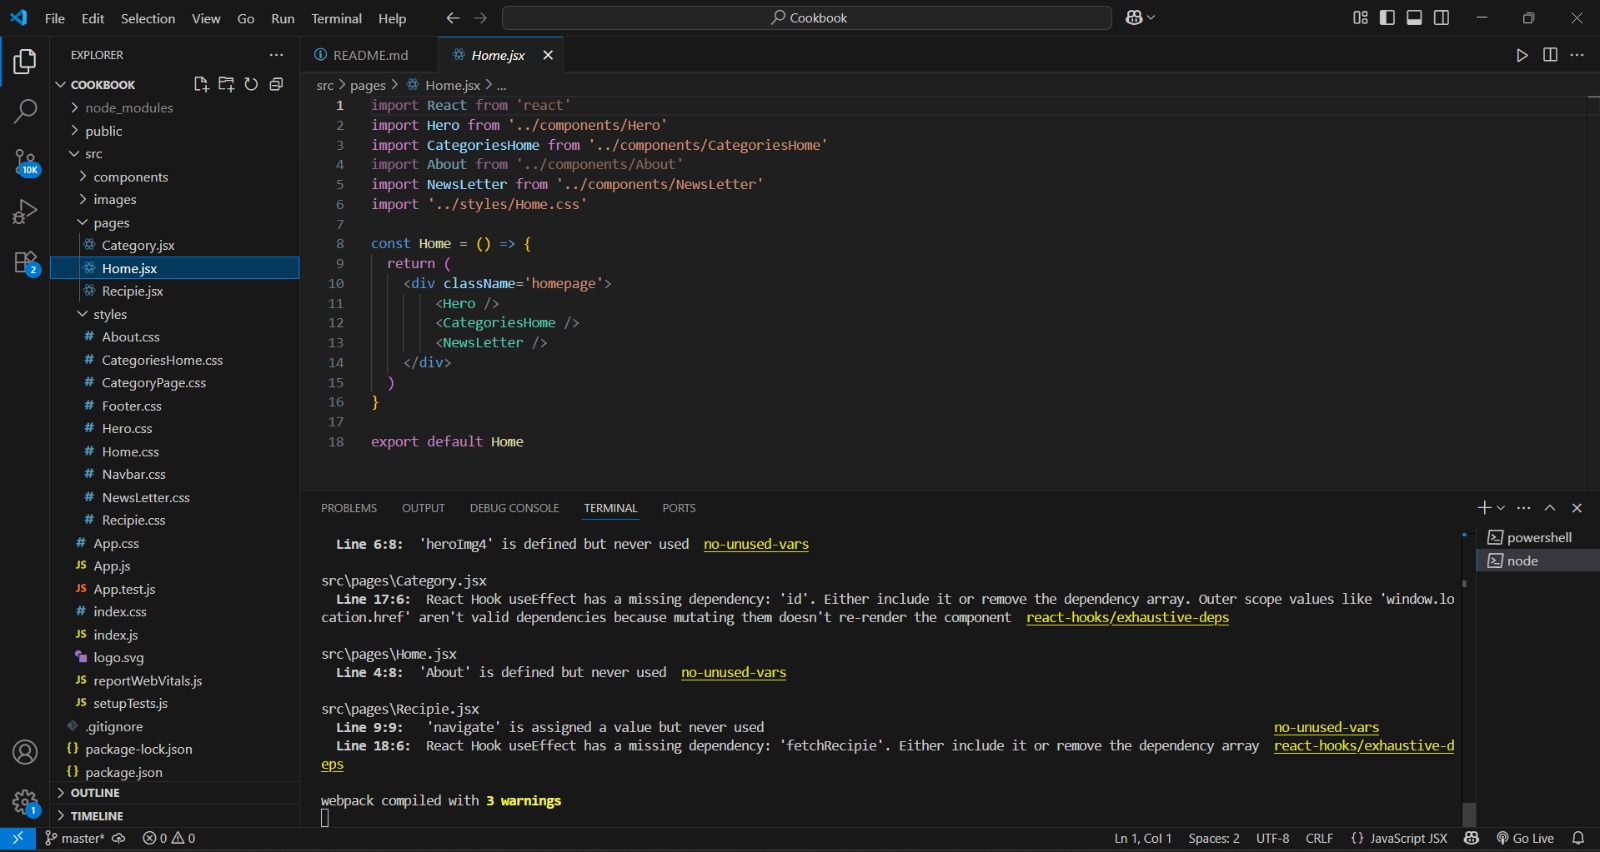 File Edit Selection View Go Run Terminal Help
Cookbook
EXPLORER
COOKBOOK
node_modules
public
src
components
images
pages
Category.jsx
Home.jsx
Recipie.jsx
styles
# About.css
# CategoriesHome.css
# CategoryPage.css
# Footer.css
# Hero.css
# Home.css
# Navbar.css
# NewsLetter.css
# Recipie.css
# App.css
JS App.js
JS App.test.js
# index.css
JS index.js
logo.svg
JS reportWebVitals.js
JS setupTests.js
.gitignore
{} package-lock.json
{} package.json
OUTLINE
TIMELINE
10K
2
1
README.md
Home.jsx
src > pages > Home.jsx > ...
1 import React from 'react'
2 import Hero from '../components/Hero'
3 import CategoriesHome from '../components/CategoriesHome'
4 import About from '../components/About'
5 import NewsLetter from '../components/NewsLetter'
6 import '../styles/Home.css'
7
8 const Home = () => {
9 return (
10 <div className='homepage'>
11 <Hero />
12 <CategoriesHome />
13 <NewsLetter />
14 </div>
15 )
16 }
17
18 export default Home
PROBLEMS OUTPUT DEBUG CONSOLE TERMINAL PORTS
Line 6:8: 'heroImg4' is defined but never used no-unused-vars
src\pages\Category.jsx
Line 17:6: React Hook useEffect has a missing dependency: 'id'. Either include it or remove the dependency array. Outer scope values like 'window.lo
cation.href' aren't valid dependencies because mutating them doesn't re-render the component react-hooks/exhaustive-deps
src\pages\Home.jsx
Line 4:8: 'About' is defined but never used no-unused-vars
src\pages\Recipie.jsx
Line 9:9: 'navigate' is assigned a value but never used no-unused-vars
Line 18:6: React Hook useEffect has a missing dependency: 'fetchRecipie'. Either include it or remove the dependency array react-hooks/exhaustive-d
eps
webpack compiled with 3 warnings
powershell
node
master* 0 0
Ln 1, Col 1 Spaces: 2 UTF-8 CRLF {} JavaScript JSX Go Live